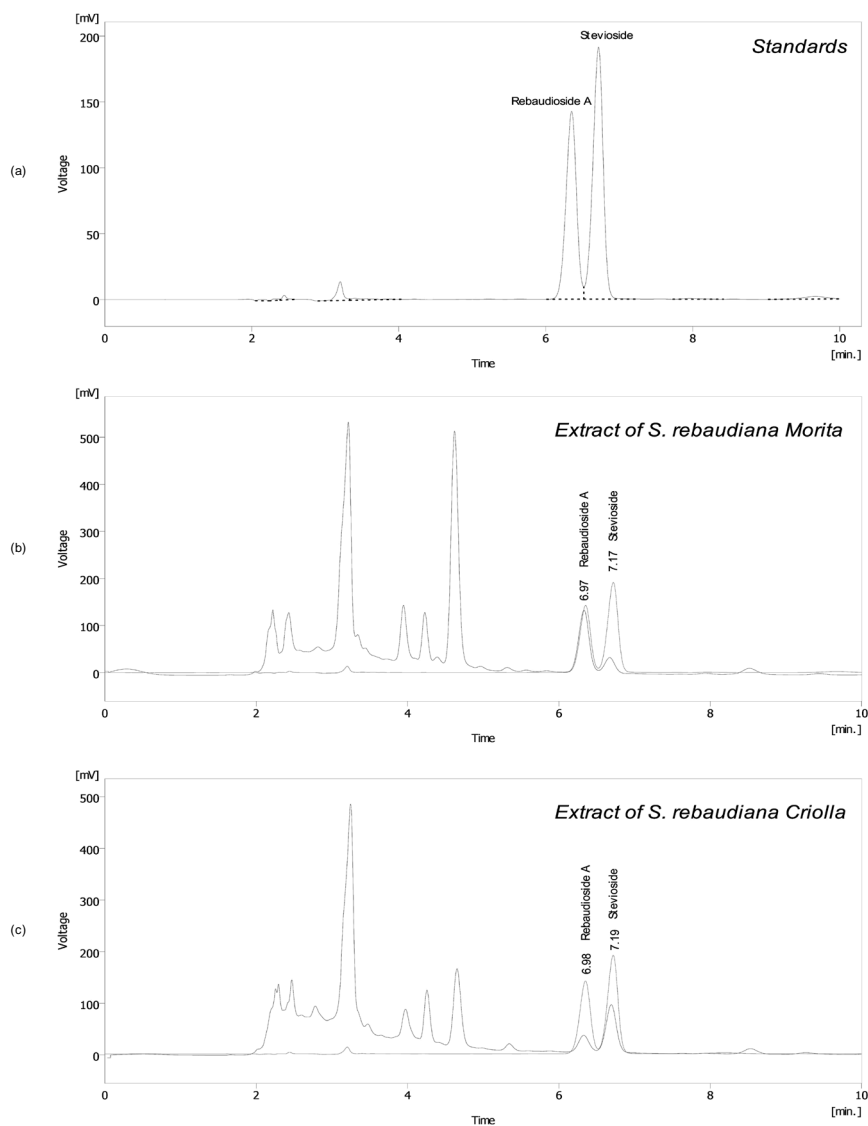 [mV]
200
150
100
50
0
Voltage
(a)
Standards
Stevioside
Rebaudioside A
0
2
4
6
8
10
[min.]
Time
[mV]
500
400
300
200
100
0
Voltage
(b)
Extract of S. rebaudiana Morita
6.97 Rebaudioside A
7.17 Stevioside
0
2
4
6
8
10
[min.]
Time
[mV]
500
400
300
200
100
0
Voltage
(c)
Extract of S. rebaudiana Criolla
6.98 Rebaudioside A
7.19 Stevioside
0
2
4
6
8
10
[min.]
Time